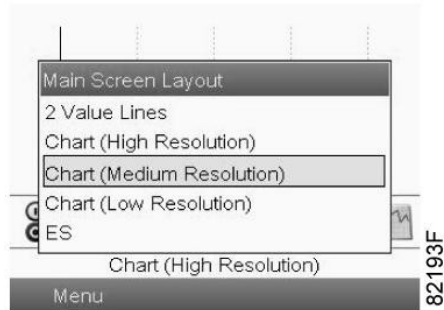 Main Screen Layout
2 Value Lines
Chart (High Resolution)
Chart (Medium Resolution)
Chart (Low Resolution)
ES
Chart (High Resolution)
Menu
82193F